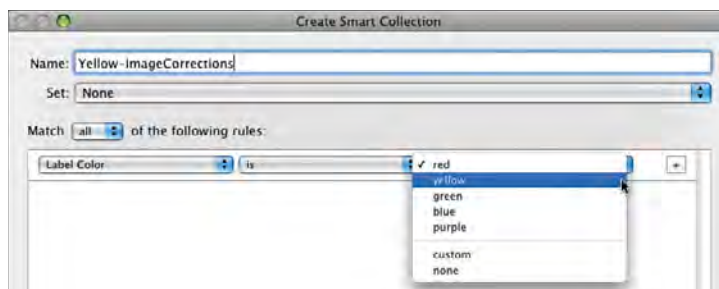 Create Smart Collection
Name: Yellow-ImageCorrections
Set: None
Match all of the following rules:
Label Color is ✓ red +
yellow
green
blue
purple
custom
none